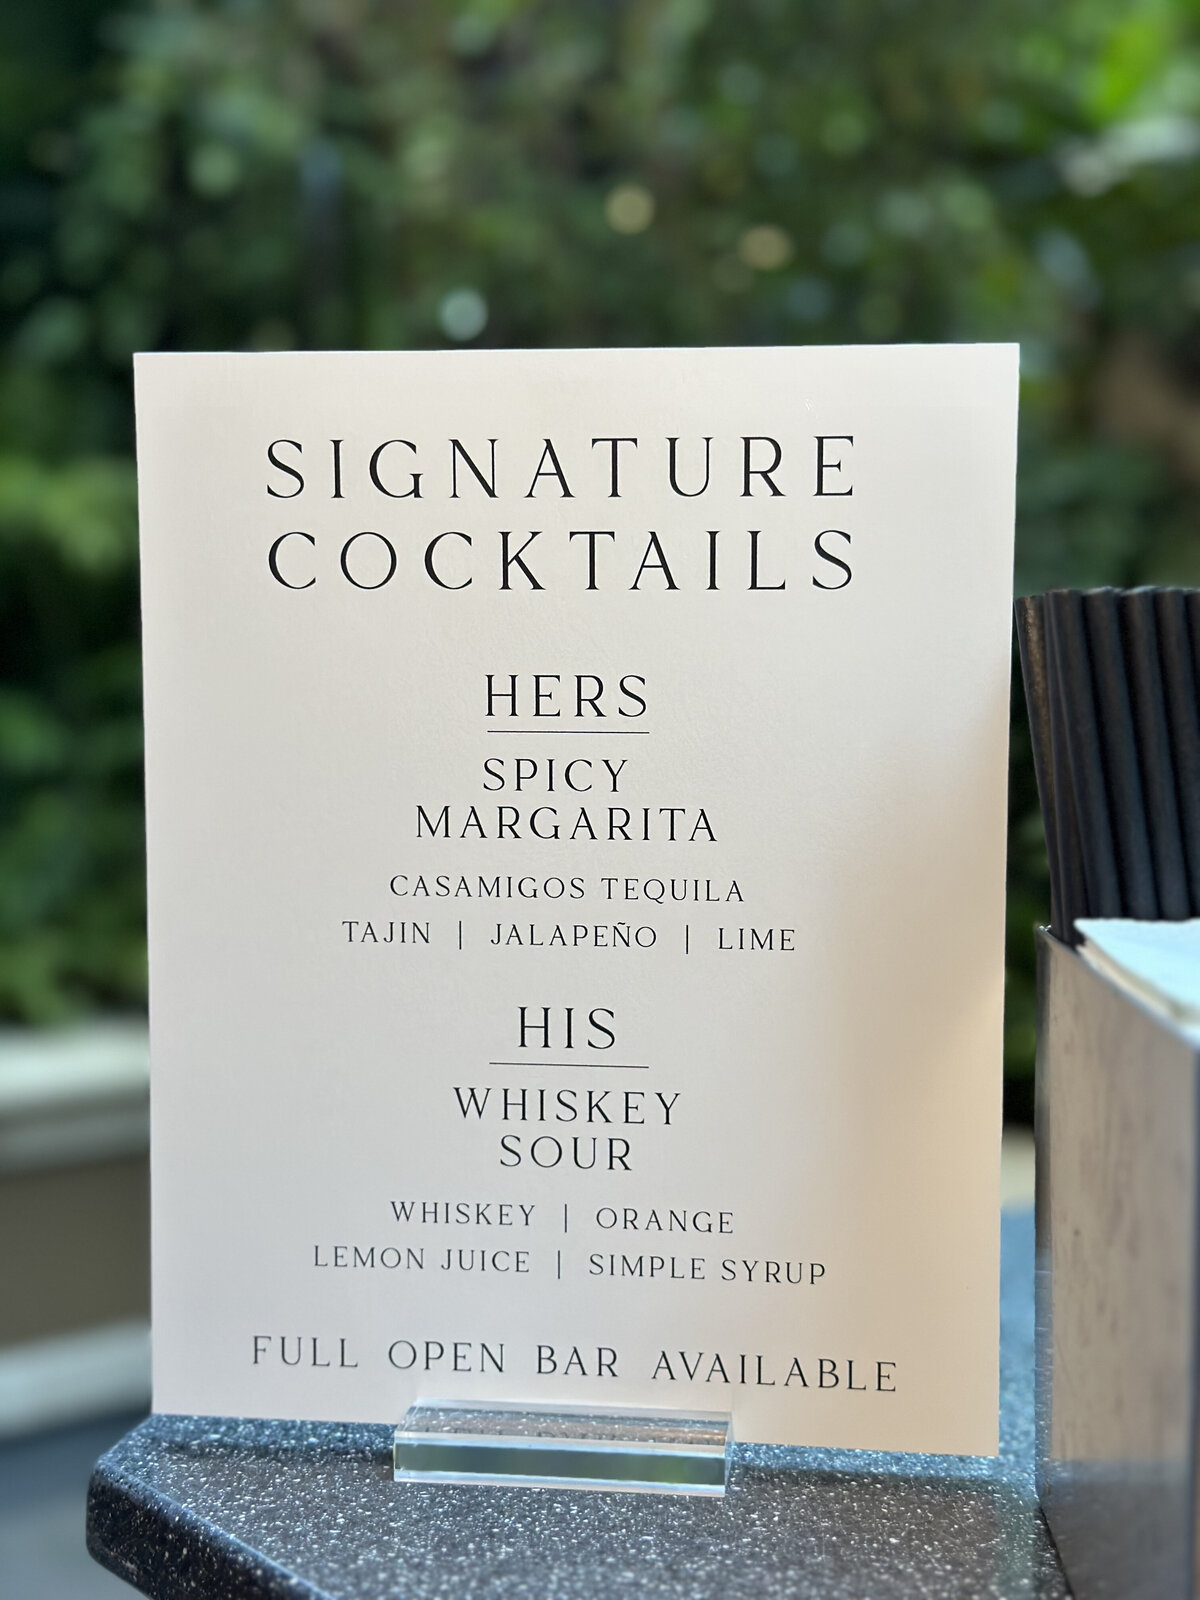 SIGNATURE
COCKTAILS
HERS
SPICY
MARGARITA
CASAMIGOS TEQUILA
TAJIN | JALAPEÑO | LIME
HIS
WHISKEY
SOUR
WHISKEY | ORANGE
LEMON JUICE | SIMPLE SYRUP
FULL OPEN BAR AVAILABLE